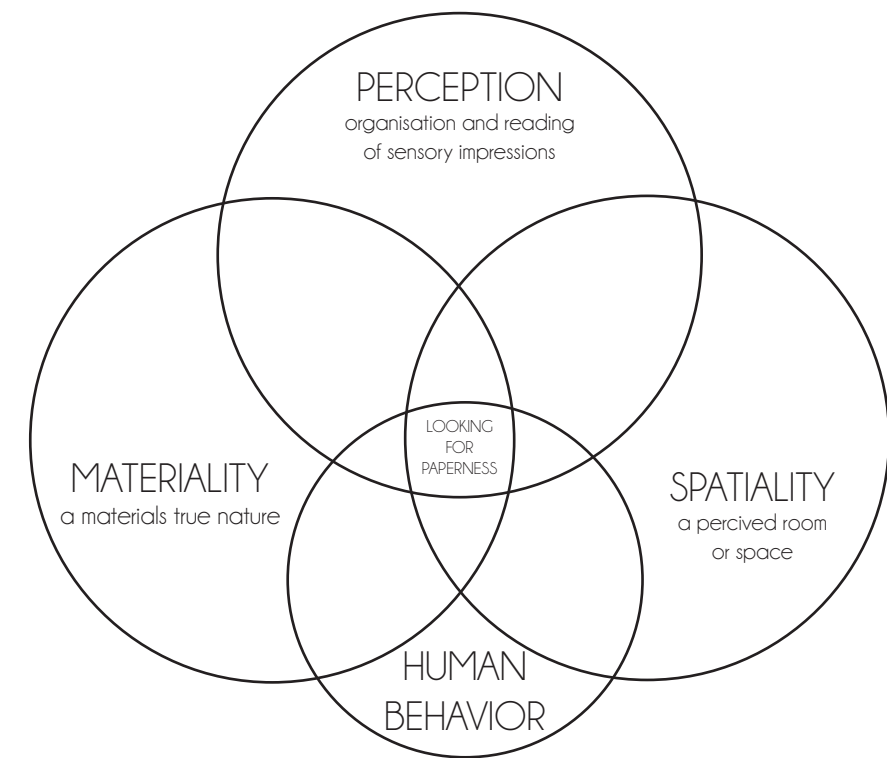 PERCEPTION
organisation and reading
of sensory impressions
LOOKING
FOR
PAPERNESS
MATERIALITY
a materials true nature
SPATIALITY
a percived room
or space
HUMAN
BEHAVIOR